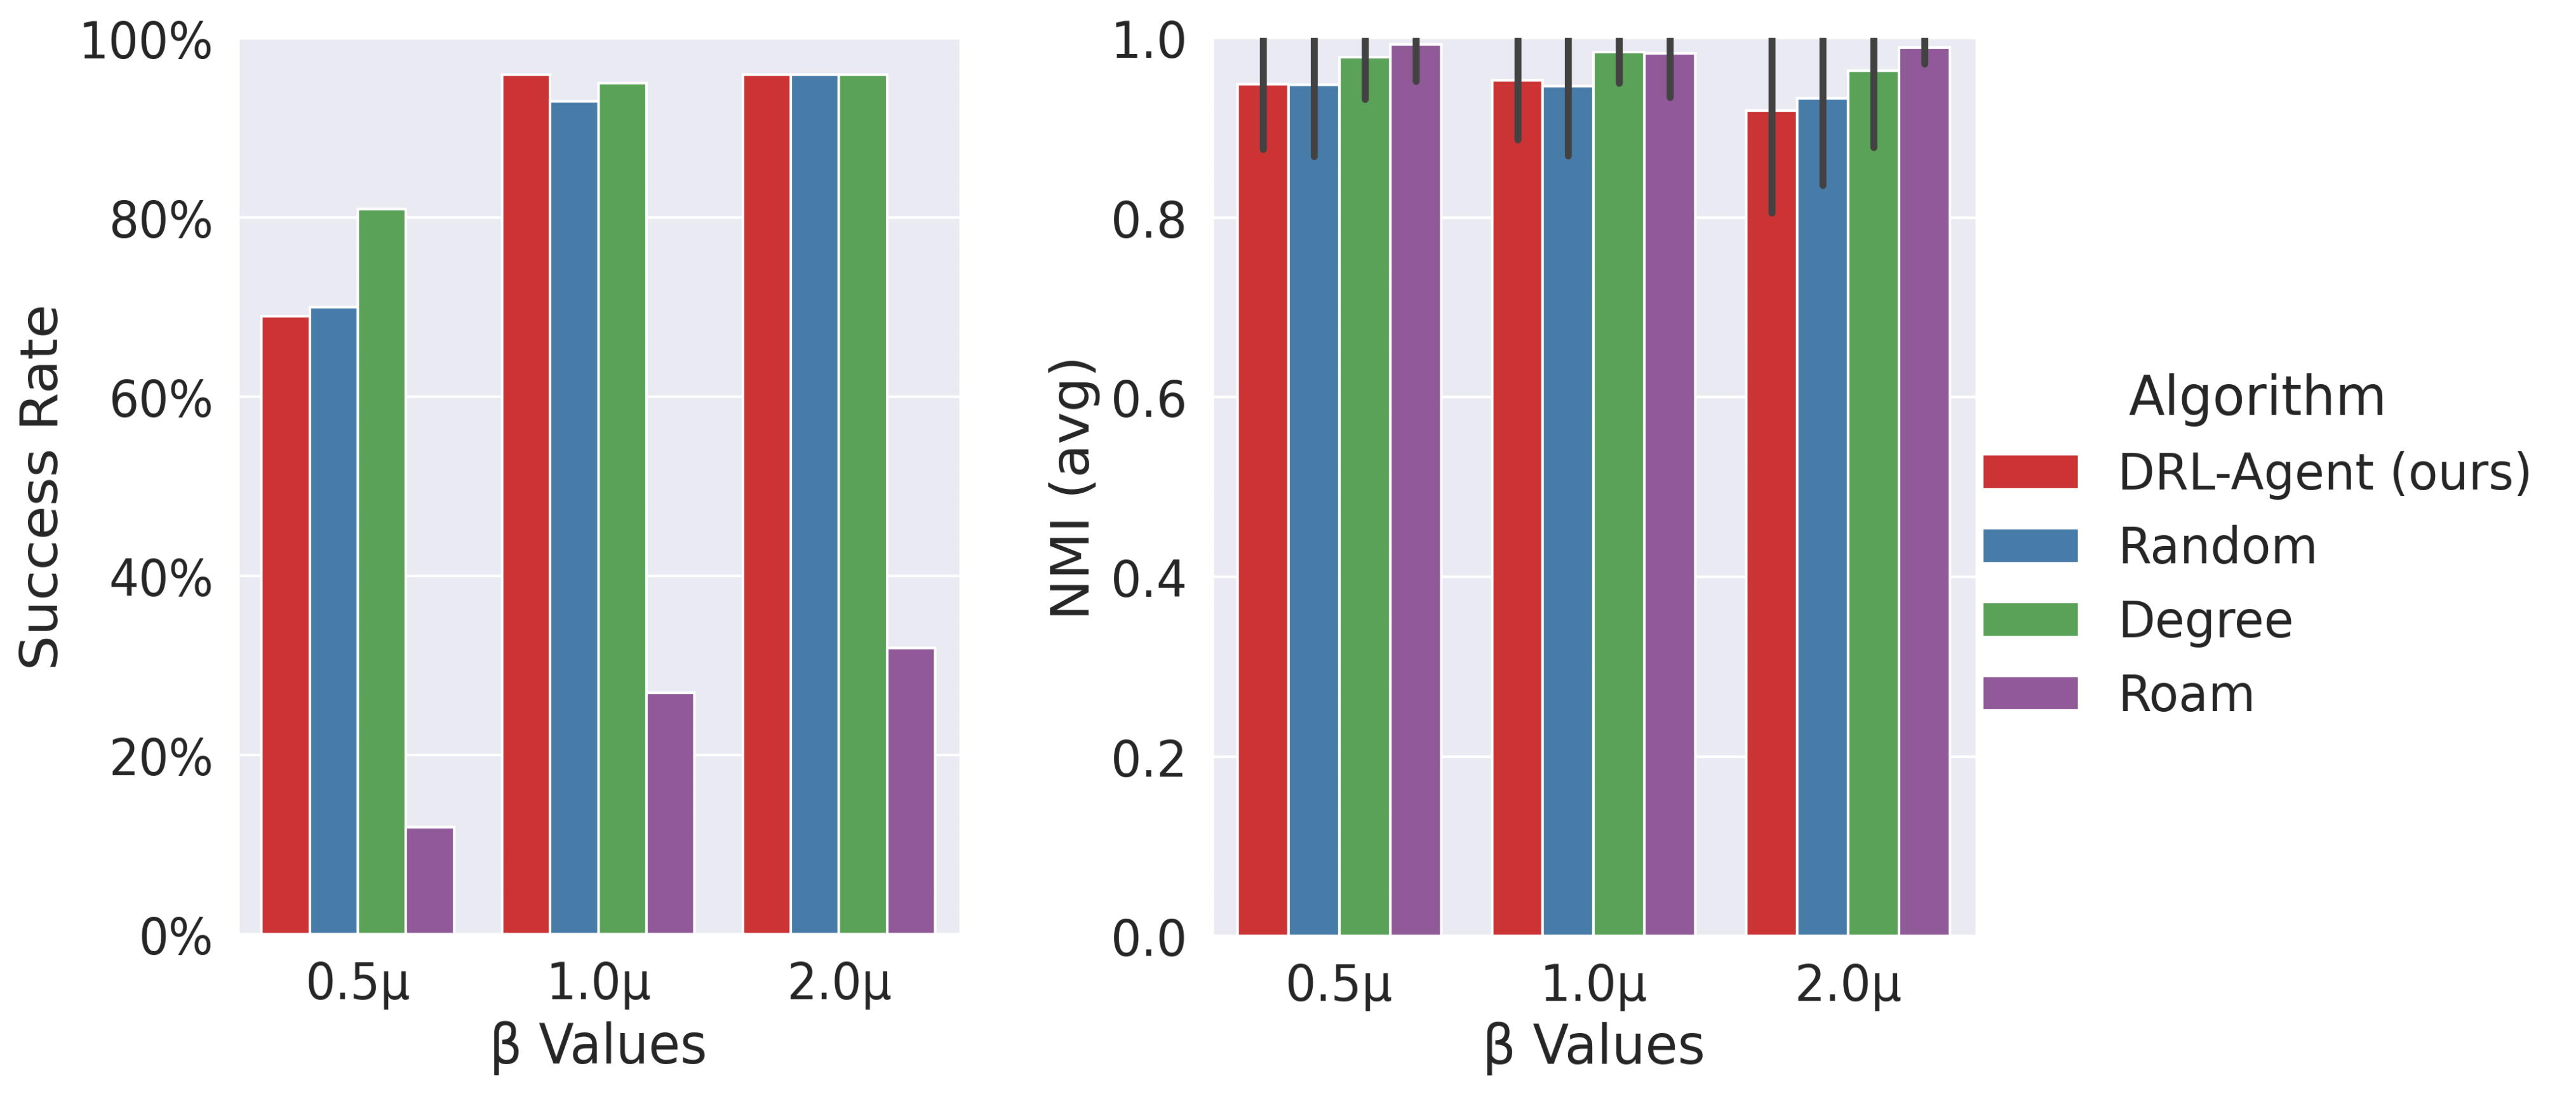 100%
80%
60%
40%
20%
0%
Success Rate
0.5µ 1.0µ 2.0µ
β Values
1.0
0.8
0.6
0.4
0.2
0.0
NMI (avg)
0.5µ 1.0µ 2.0µ
β Values
Algorithm
DRL-Agent (ours)
Random
Degree
Roam